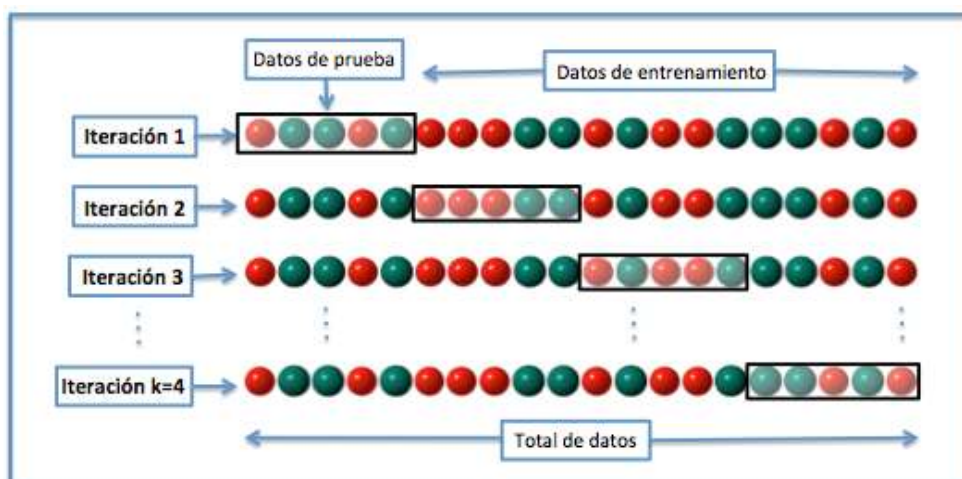 Datos de prueba
Datos de entrenamiento
Iteración 1
Iteración 2
Iteración 3
Iteración k=4
Total de datos